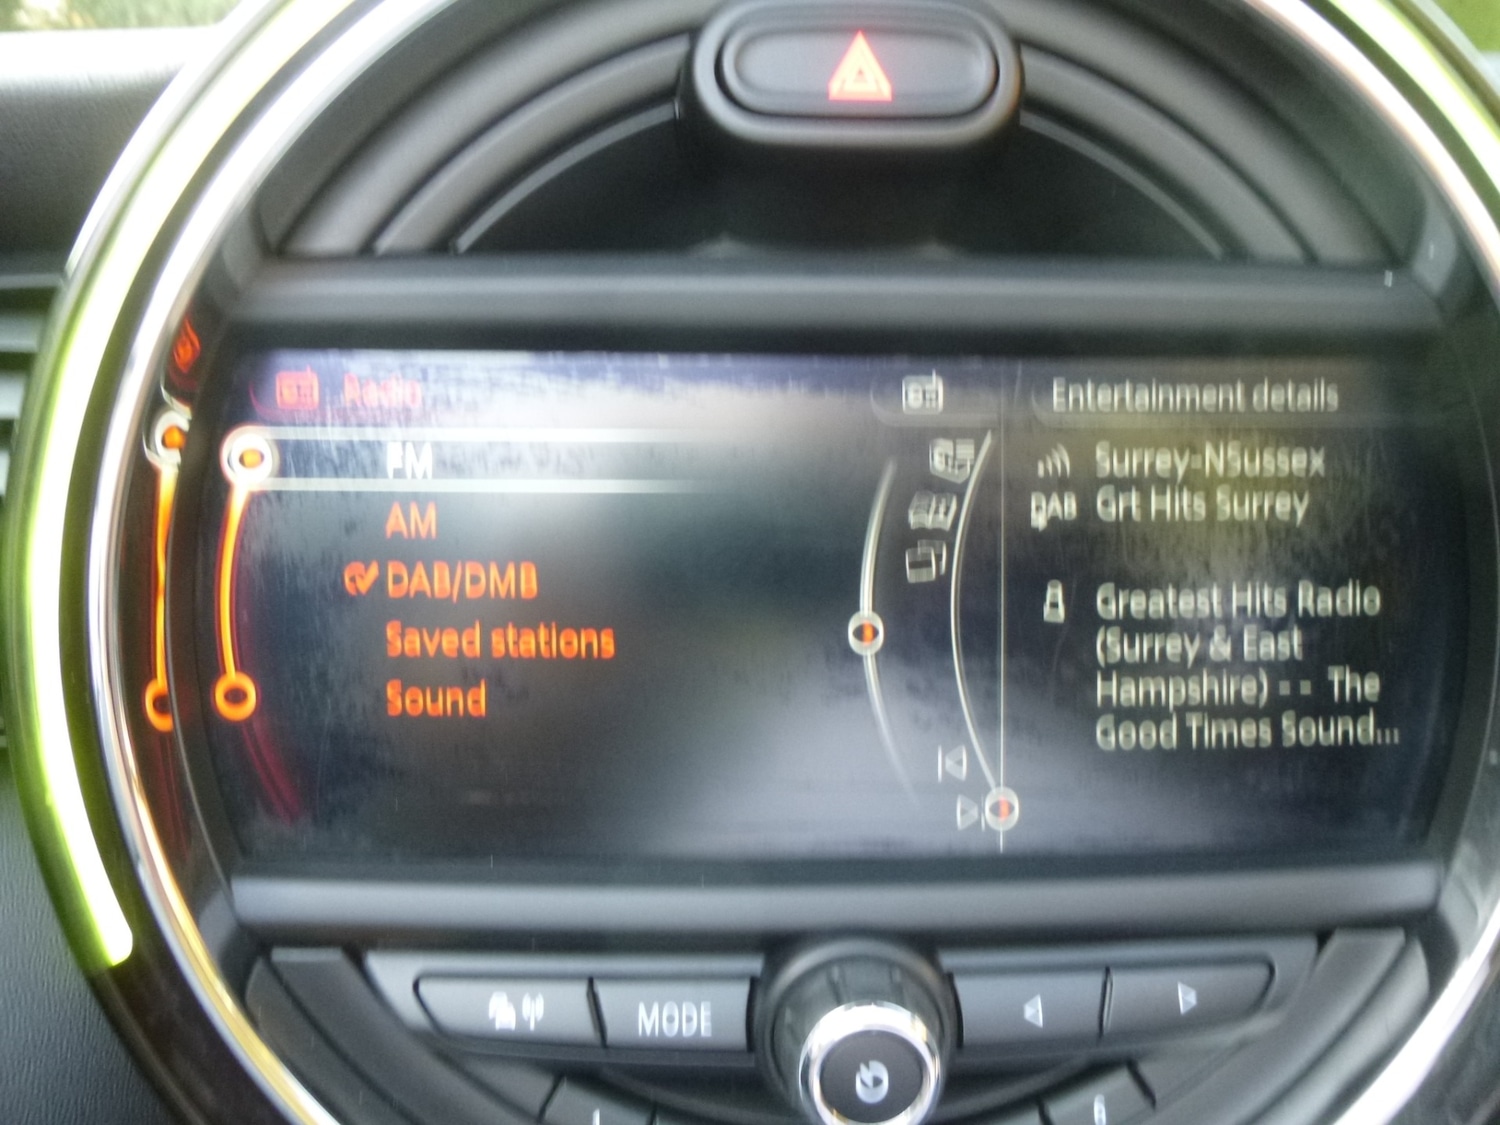 Radio
FM
AM
DAB/DMB
Saved stations
Sound
Entertainment details
Surrey-NSussex
DAB Grt Hits Surrey
Greatest Hits Radio
(Surrey & East
Hampshire) - - The
Good Times Sound...
MODE